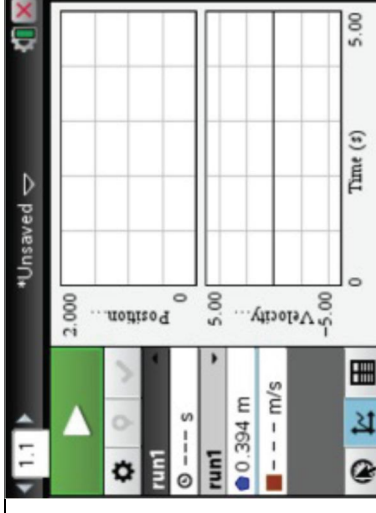 1.1
*Unsaved
run1
--- s
run1
0.394 m
--- m/s
2.000
Position...
0
5.00
Velocity...
-5.00
0
Time (s)
5.00